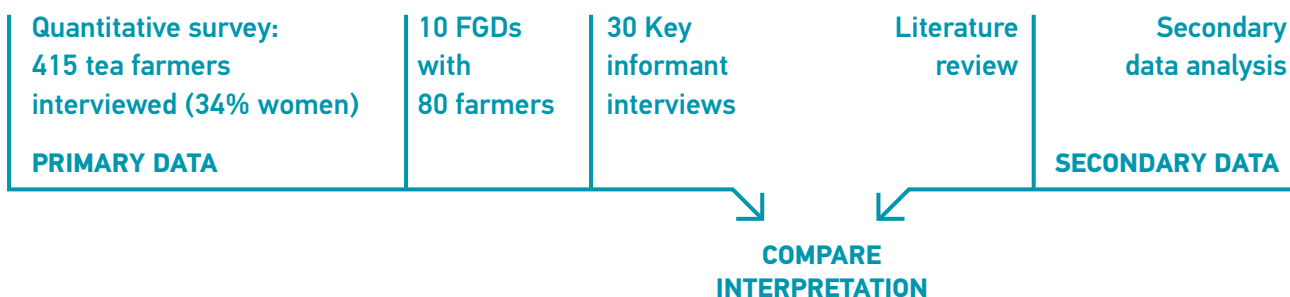 Quantitative survey:
415 tea farmers
interviewed (34% women)
PRIMARY DATA
10 FGDs
with
80 farmers
30 Key
informant
interviews
Literature
review
Secondary
data analysis
SECONDARY DATA
COMPARE
INTERPRETATION